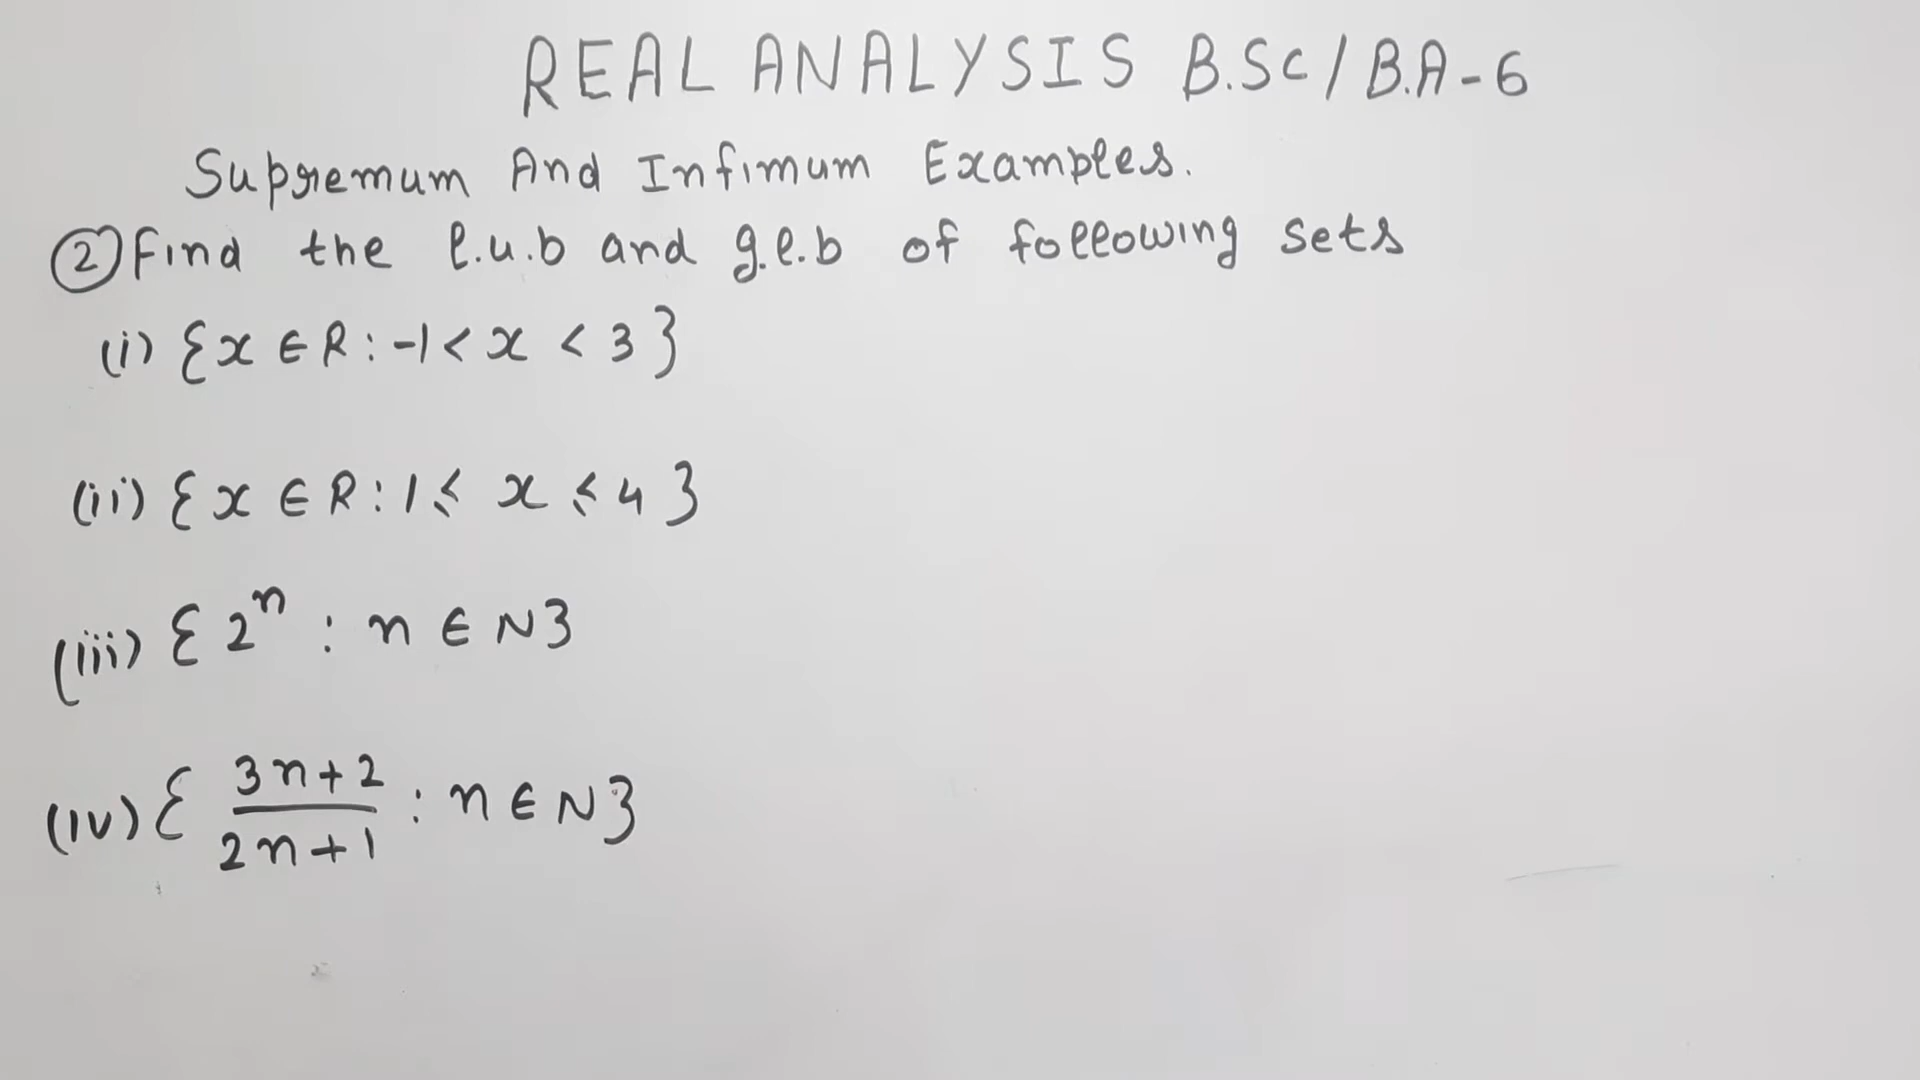 REAL ANALYSIS B.Sc/B.A-6
Supremum And Infimum Examples.
② Find the l.u.b and g.l.b of following sets
(i) {x ∈ R : -1 < x < 3}
(ii) {x ∈ R : 1 ≤ x ≤ 4}
(iii) {2ⁿ : n ∈ N}
(iv) {(3n+2)/(2n+1) : n ∈ N}